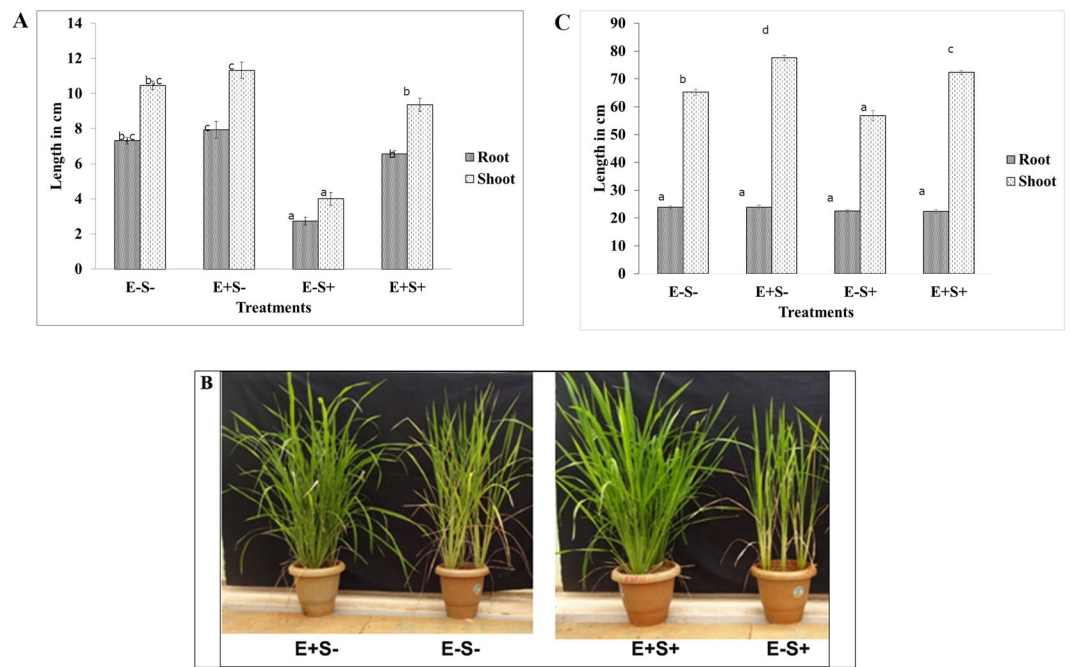 A
14
12
10
8
6
4
2
0
Length in cm
b,c
b,c
c
c
a
a
b
b
E-S-
E+S-
E-S+
E+S+
Treatments
Root
Shoot
C
90
80
70
60
50
40
30
20
10
0
Length in cm
a
b
a
d
a
a
a
c
E-S-
E+S-
E-S+
E+S+
Treatments
Root
Shoot
B
E+S-
E-S-
E+S+
E-S+